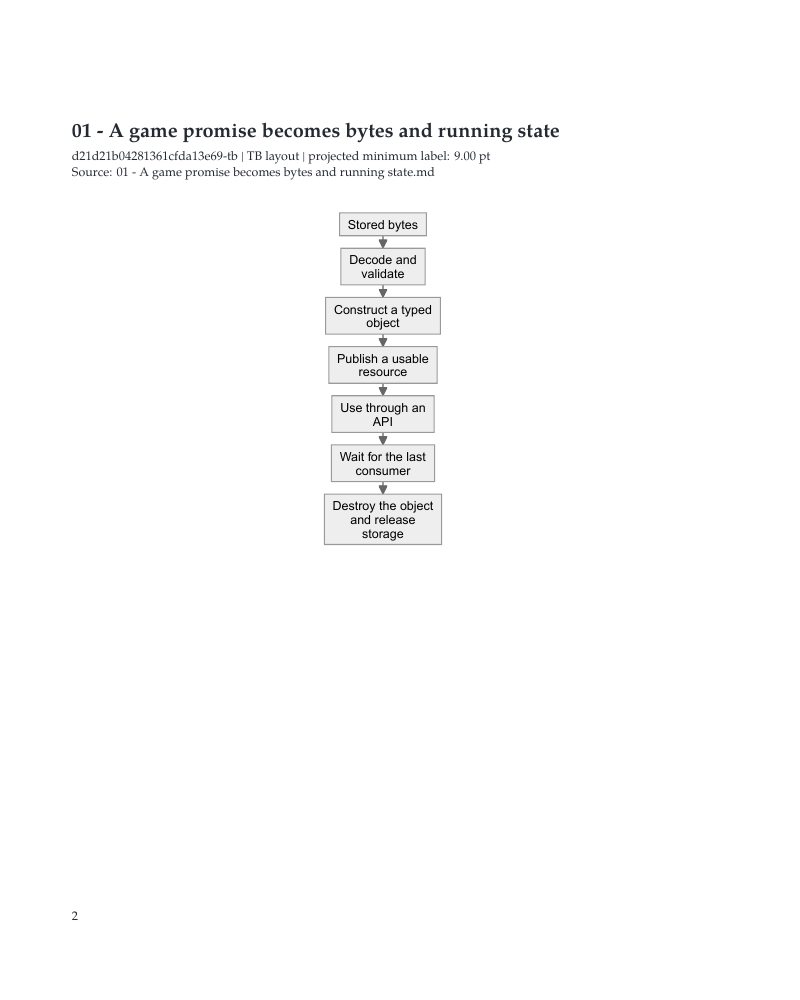 01 - A game promise becomes bytes and running state
d21d21b04281361cfda13e69-tb | TB layout | projected minimum label: 9.00 pt
Source: 01 - A game promise becomes bytes and running state.md
Stored bytes
Decode and
validate
Construct a typed
object
Publish a usable
resource
Use through an
API
Wait for the last
consumer
Destroy the object
and release
storage
2